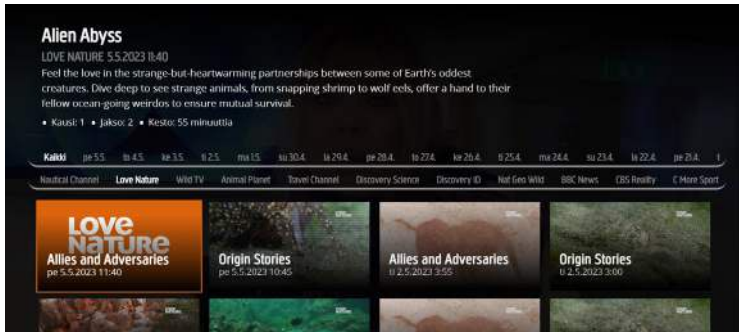 Alien Abyss
LOVE NATURE 5.5.2023 11:40
Feel the love in the strange-but-heartwarming partnerships between some of Earth's oddest
creatures. Dive deep to see strange animals, from snapping shrimp to wolf eels, offer a hand to their
fellow ocean-going weirdos to ensure mutual survival.
• Kausi: 1 • Jakso: 2 • Kesto: 55 minuuttia
Kaikki pe 5.5. to 4.5. ke 3.5. ti 2.5. ma 1.5. su 30.4. la 29.4. pe 28.4. to 27.4. ke 26.4. ti 25.4. ma 24.4. su 23.4. la 22.4. pe 21.4. t
Nautical Channel Love Nature Wild TV Animal Planet Travel Channel Discovery Science Discovery ID Nat Geo Wild BBC News CBS Reality C More Sport
LOVE
NATURE
Allies and Adversaries
pe 5.5.2023 11:40
Origin Stories
pe 5.5.2023 10:45
Allies and Adversaries
ti 2.5.2023 3:55
Origin Stories
ti 2.5.2023 3:00